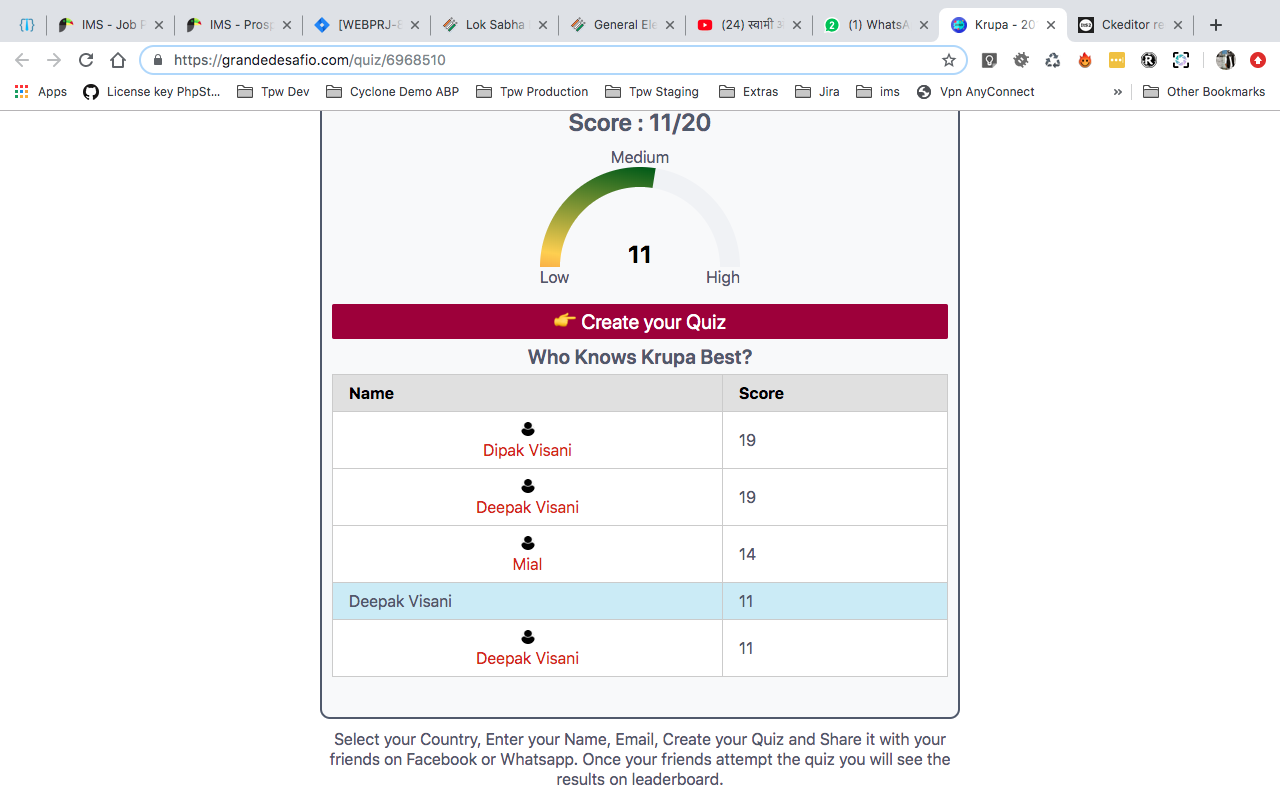 IMS - Job P
IMS - Prosp
[WEBPRJ-8
Lok Sabha
General Ele
(24) स्वामी
(1) WhatsA
Krupa - 20
Ckeditor re
https://grandedesafio.com/quiz/6968510
Apps
License key PhpSt...
Tpw Dev
Cyclone Demo ABP
Tpw Production
Tpw Staging
Extras
Jira
ims
Vpn AnyConnect
»
Other Bookmarks
Score : 11/20
Medium
11
Low
High
👉 Create your Quiz
Who Knows Krupa Best?
Name Score
Dipak Visani 19
Deepak Visani 19
Mial 14
Deepak Visani 11
Deepak Visani 11
Select your Country, Enter your Name, Email, Create your Quiz and Share it with your
friends on Facebook or Whatsapp. Once your friends attempt the quiz you will see the
results on leaderboard.